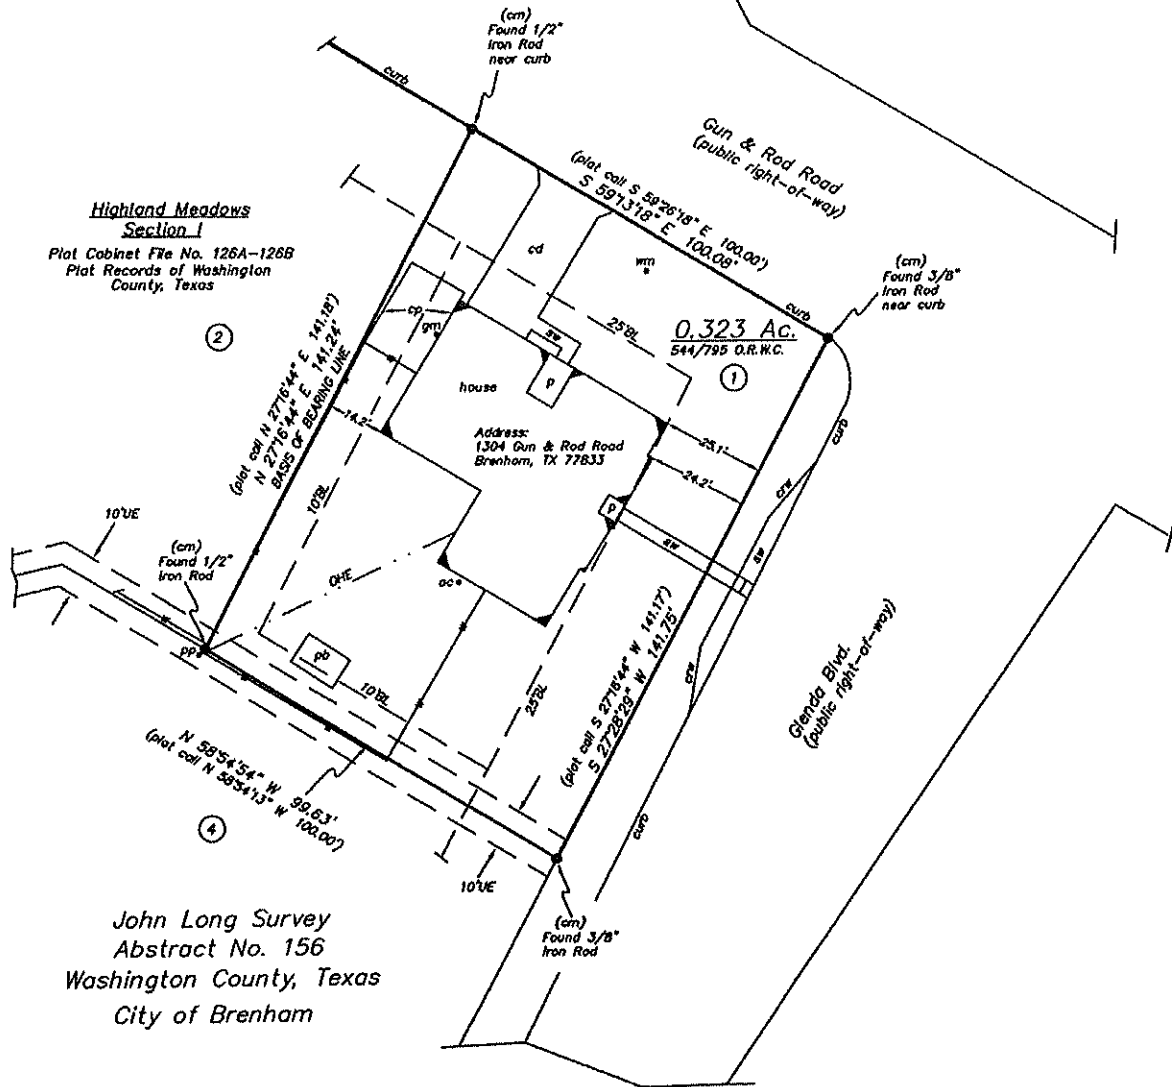 (cm)
Found 1/2"
Iron Rod
near curb
curb
Gun & Rod Road
(public right-of-way)
(plat call S 59°26'18" E 100.00')
S 59°13'18" E 100.08'
Highland Meadows
Section I
Plat Cabinet File No. 126A-126B
Plat Records of Washington
County, Texas
2
cd
wm
(cm)
Found 3/8"
Iron Rod
near curb
curb
cp
gm
sw
25'BL
0.323 Ac.
544/795 O.R.W.C.
1
p
house
(plat call N 27°16'44" E 141.18')
N 27°16'44" E 141.24'
BASIS OF BEARING LINE
14.2'
Address:
1304 Gun & Rod Road
Brenham, TX 77833
25.1'
24.2'
curb
crw
p
sw
sw
10'BL
10'UE
(cm)
Found 1/2"
Iron Rod
OHE
ac
pp
pb
10'BL
25'BL
(plat call S 27°16'44" W 141.17')
S 27°28'29" W 141.75'
crw
Glenda Blvd.
(public right-of-way)
N 58°54'54" W 99.63'
(plat call N 58°54'13" W 100.00')
4
curb
10'UE
(cm)
Found 3/8"
Iron Rod
John Long Survey
Abstract No. 156
Washington County, Texas
City of Brenham